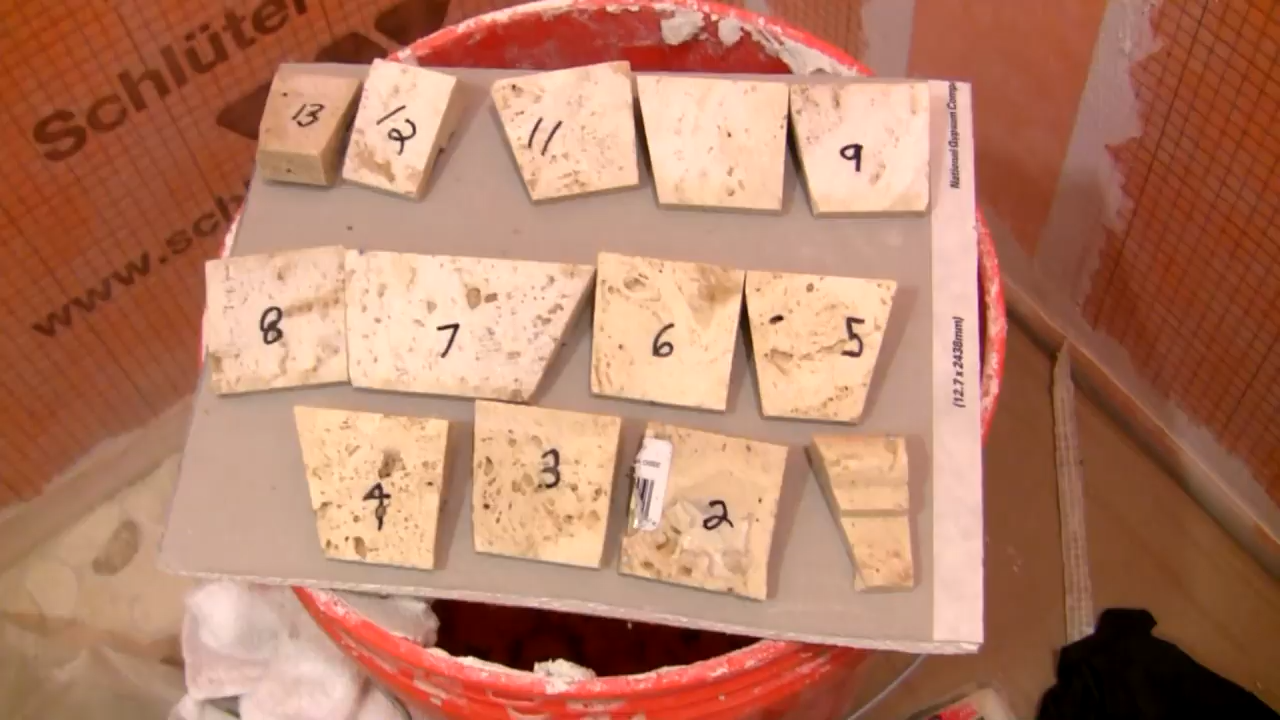 Schlüter
www.sch
National Gypsum Comp
13
12
11
9
8
7
6
5
(12.7 x 2438mm)
4
3
2